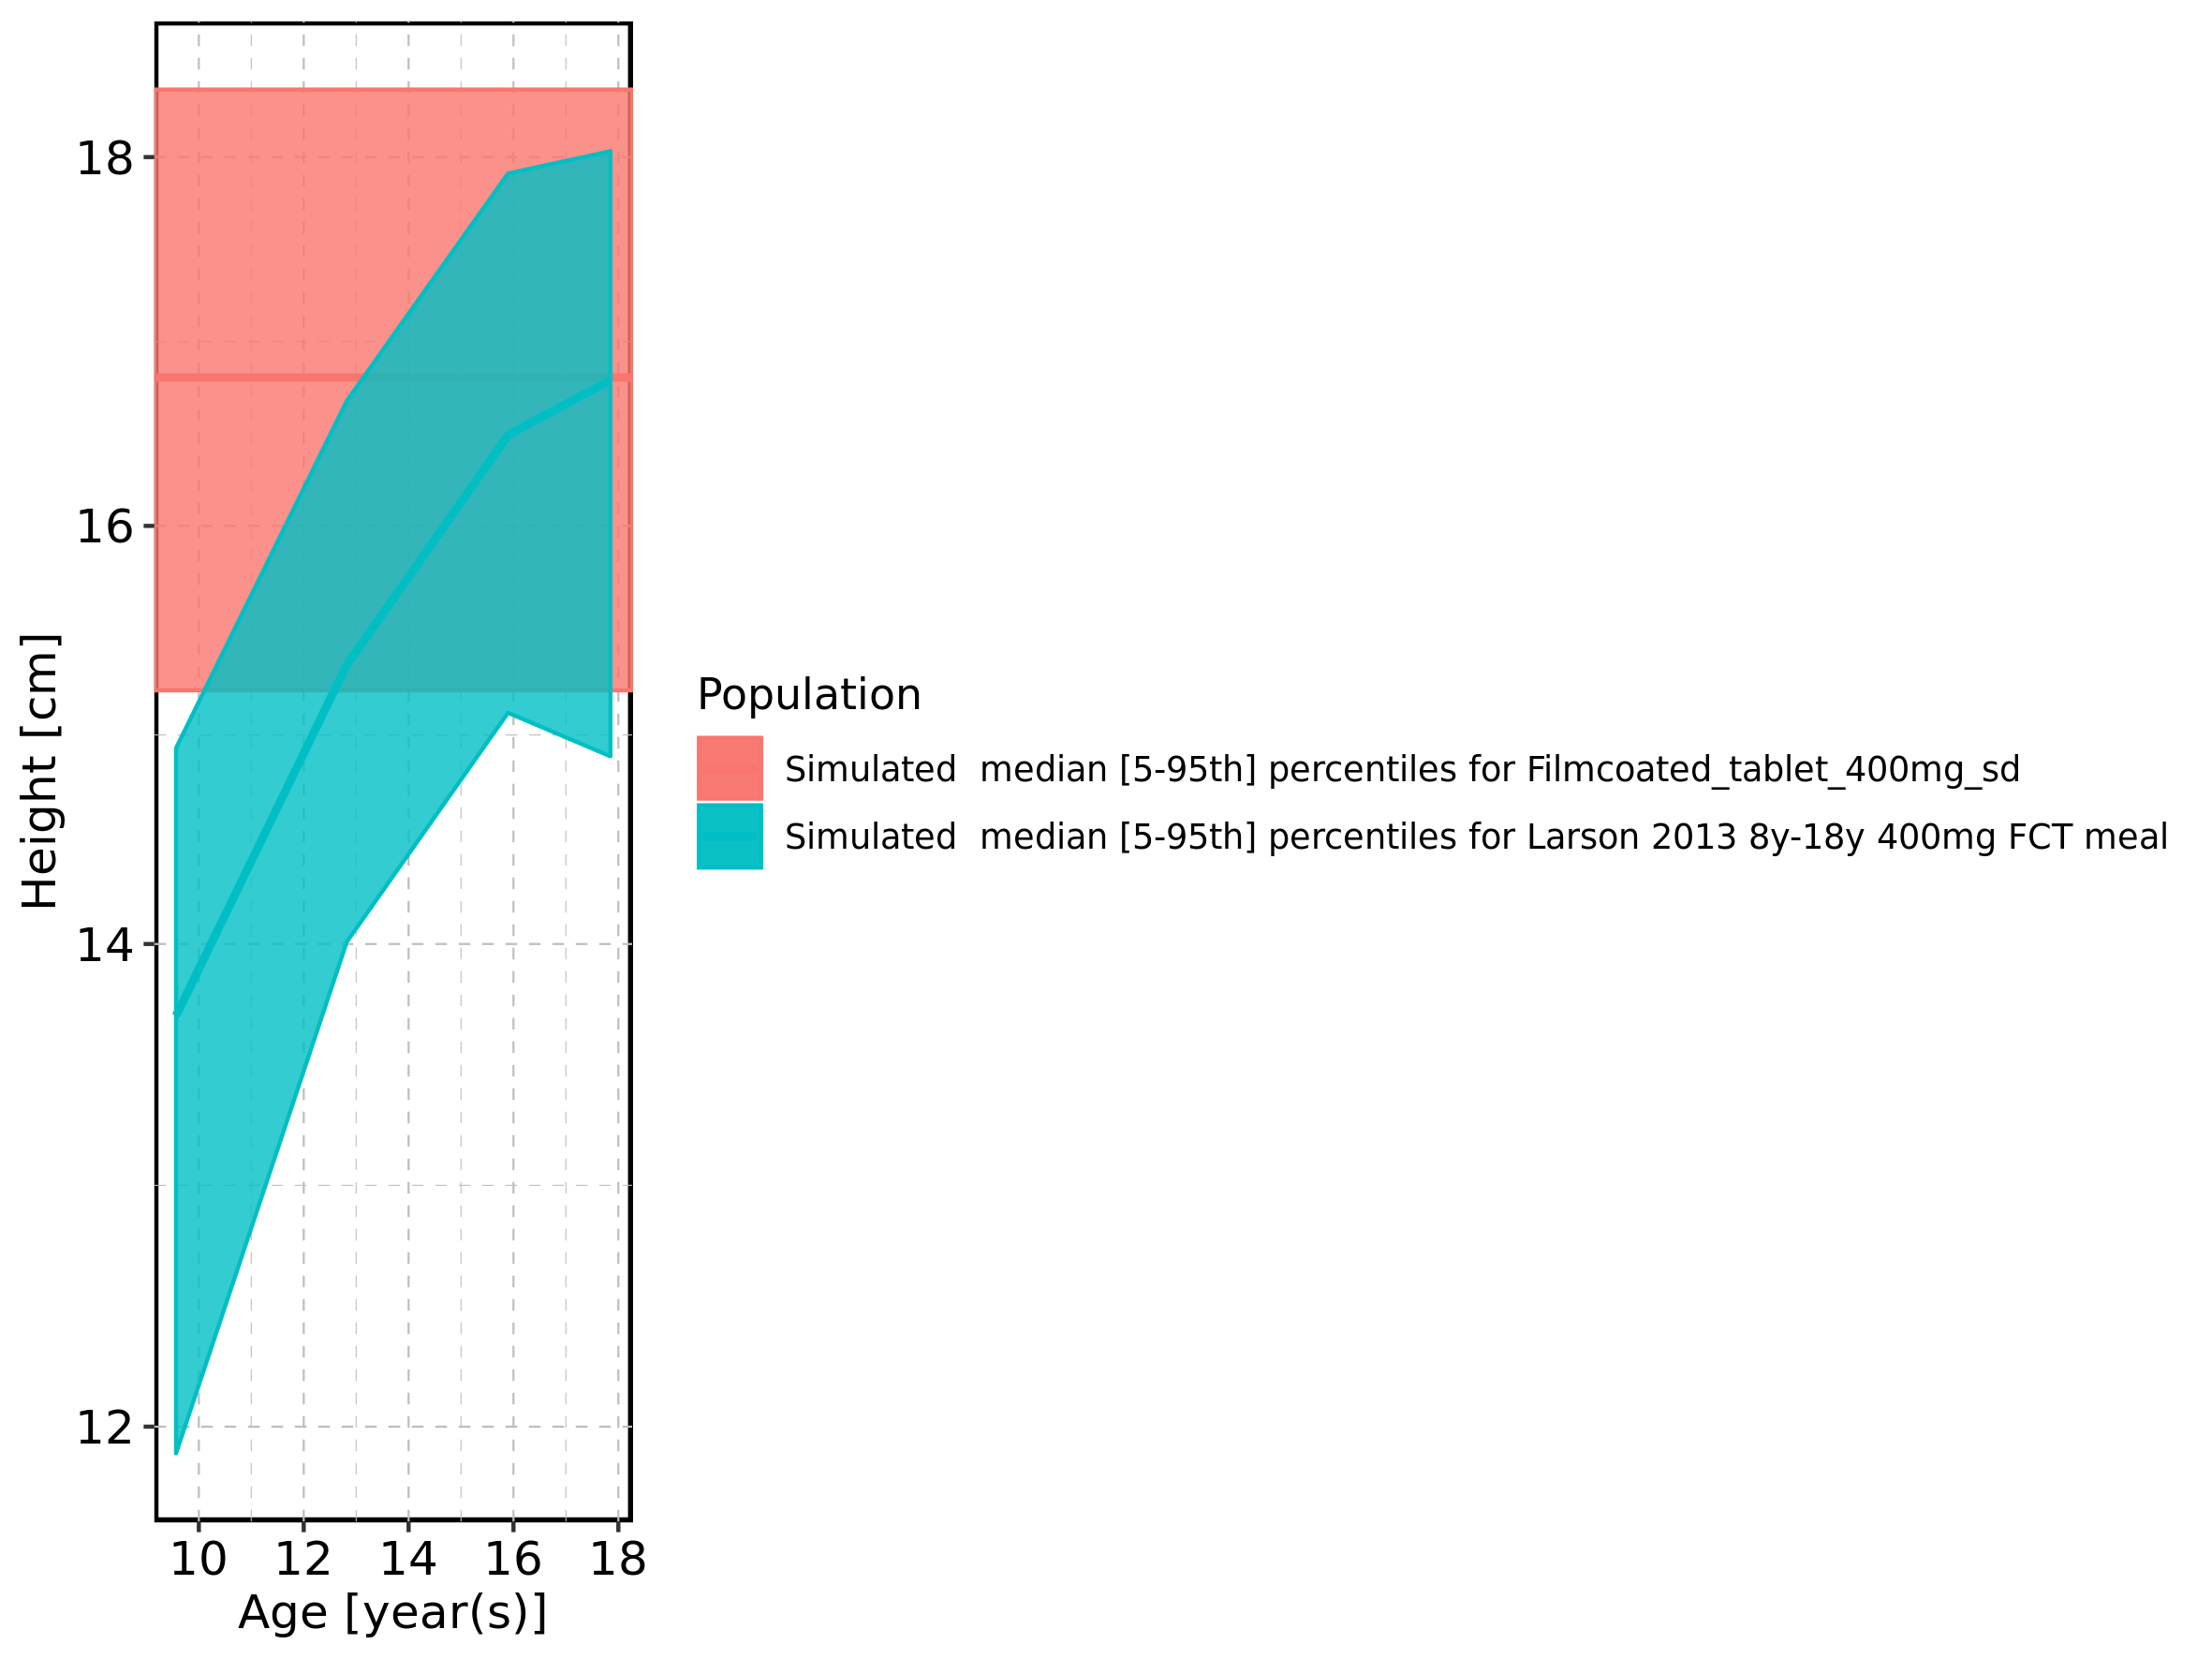 18
16
14
12
Height [cm]
10 12 14 16 18
Age [year(s)]
Population
Simulated  median [5-95th] percentiles for Filmcoated_tablet_400mg_sd
Simulated  median [5-95th] percentiles for Larson 2013 8y-18y 400mg FCT meal